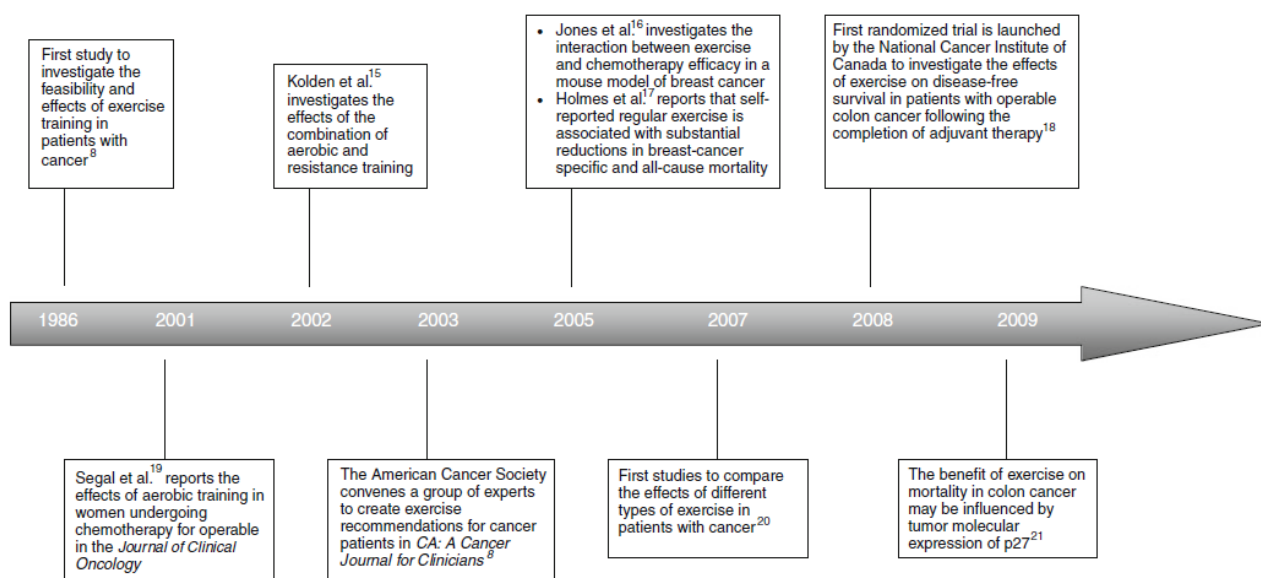 First study to
investigate the
feasibility and
effects of exercise
training in
patients with
cancer8
Kolden et al.15
investigates the
effects of the
combination of
aerobic and
resistance training
• Jones et al.16 investigates the
interaction between exercise
and chemotherapy efficacy in a
mouse model of breast cancer
• Holmes et al.17 reports that self-
reported regular exercise is
associated with substantial
reductions in breast-cancer
specific and all-cause mortality
First randomized trial is launched
by the National Cancer Institute of
Canada to investigate the effects
of exercise on disease-free
survival in patients with operable
colon cancer following the
completion of adjuvant therapy18
1986 2001 2002 2003 2005 2007 2008 2009
Segal et al.19 reports the
effects of aerobic training in
women undergoing
chemotherapy for operable
in the Journal of Clinical
Oncology
The American Cancer Society
convenes a group of experts
to create exercise
recommendations for cancer
patients in CA: A Cancer
Journal for Clinicians8
First studies to compare
the effects of different
types of exercise in
patients with cancer20
The benefit of exercise on
mortality in colon cancer
may be influenced by
tumor molecular
expression of p2721